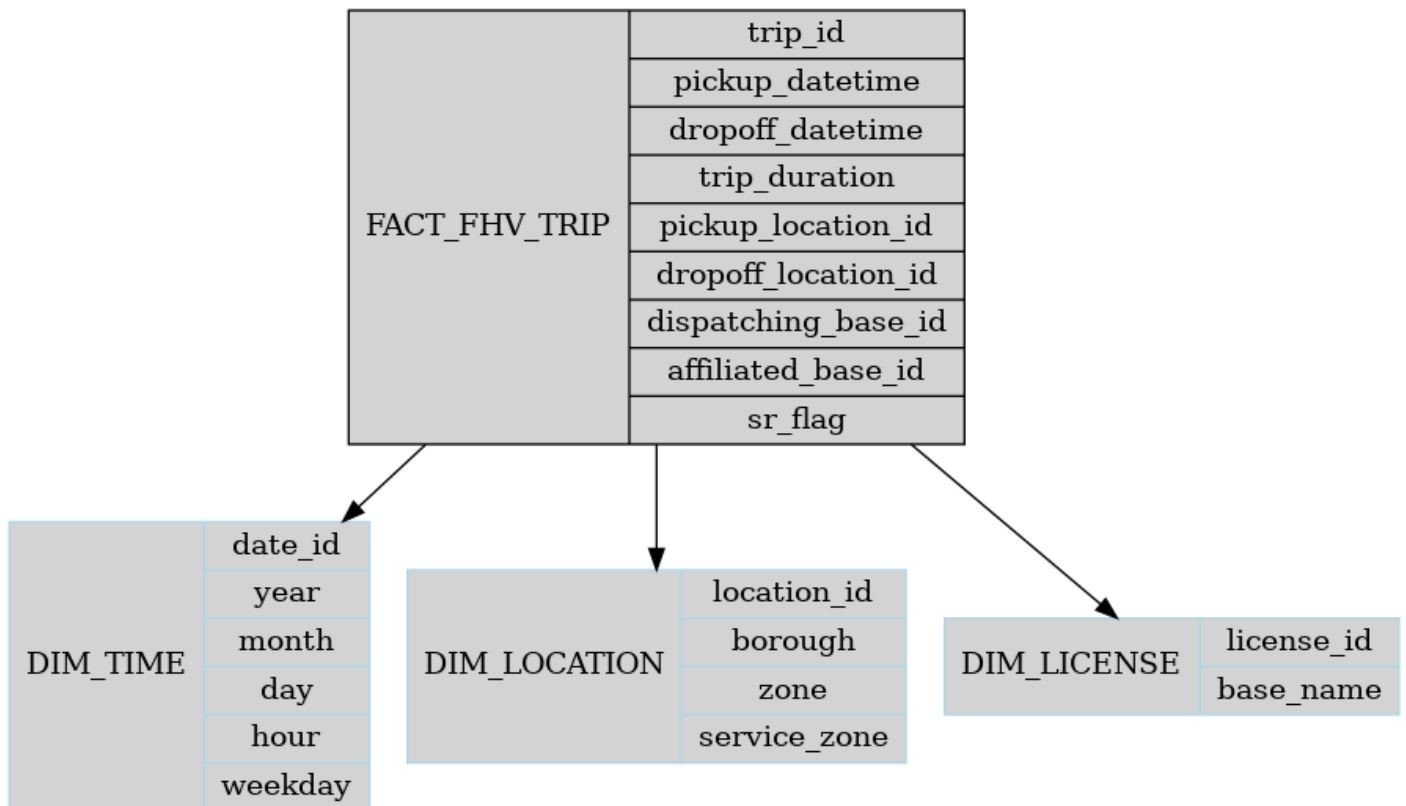 FACT_FHV_TRIP
trip_id
pickup_datetime
dropoff_datetime
trip_duration
pickup_location_id
dropoff_location_id
dispatching_base_id
affiliated_base_id
sr_flag
DIM_TIME
date_id
year
month
day
hour
weekday
DIM_LOCATION
location_id
borough
zone
service_zone
DIM_LICENSE
license_id
base_name